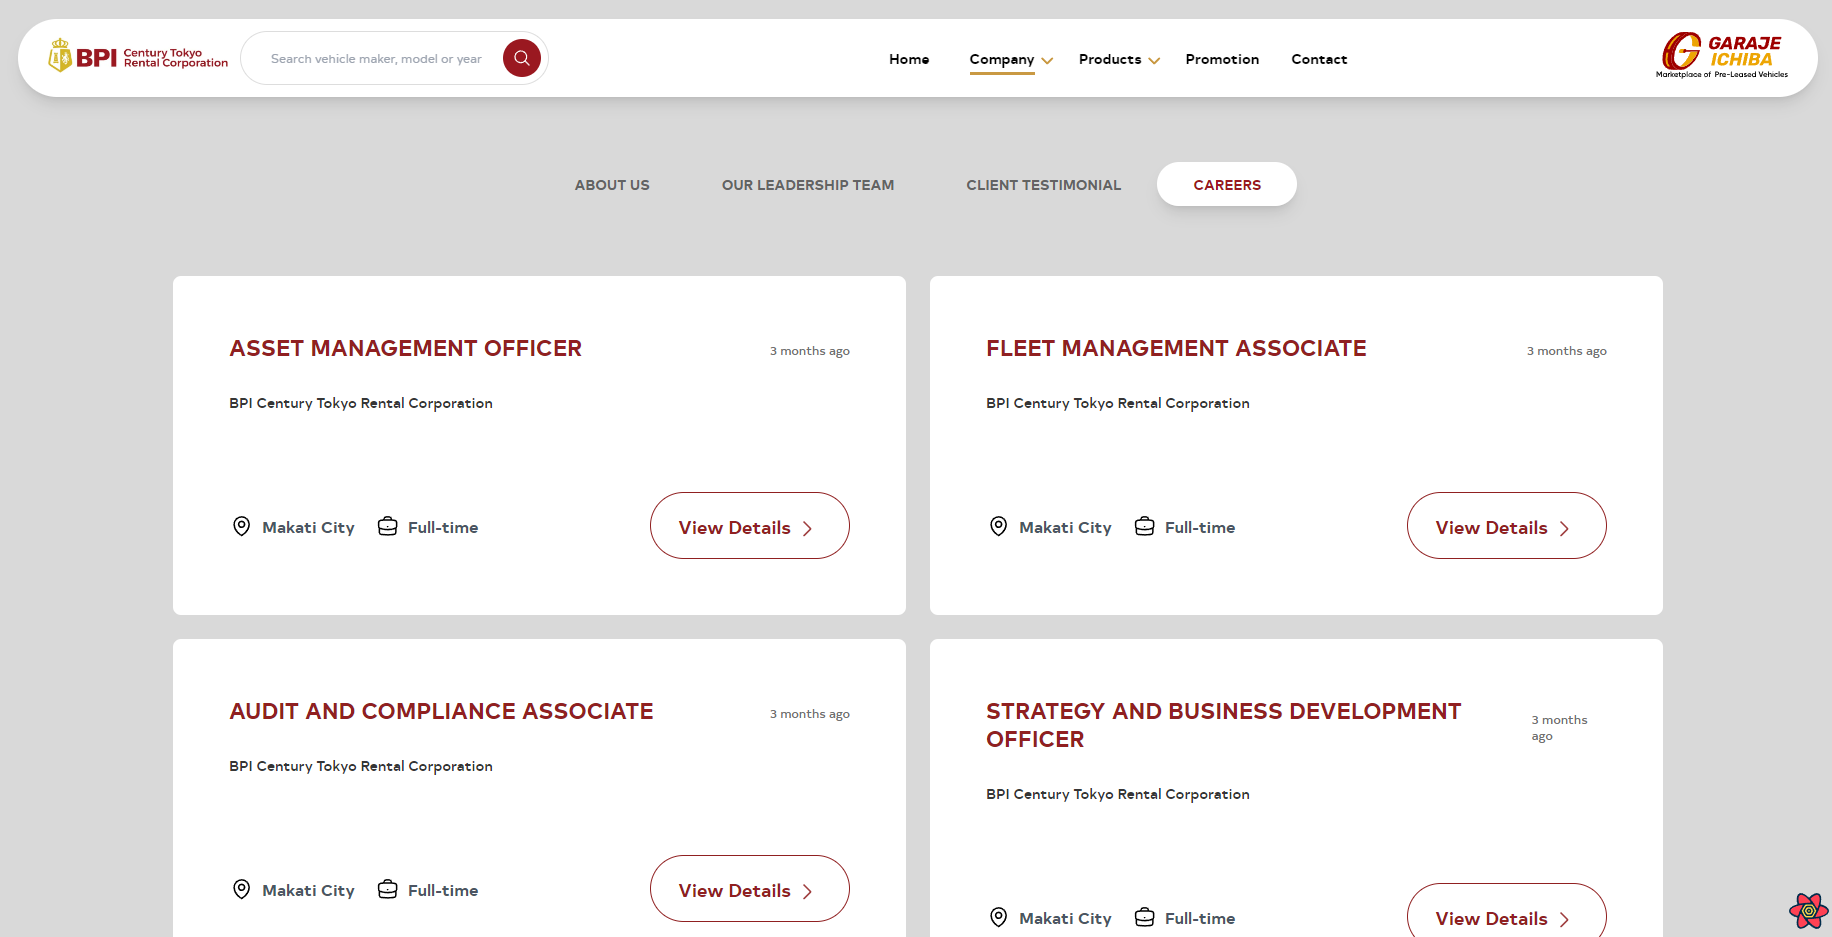 BPI Century Tokyo
Rental Corporation
Search vehicle maker, model or year
Home
Company
Products
Promotion
Contact
GARAJE
ICHIBA
Marketplace of Pre-Leased Vehicles
ABOUT US
OUR LEADERSHIP TEAM
CLIENT TESTIMONIAL
CAREERS
ASSET MANAGEMENT OFFICER
3 months ago
BPI Century Tokyo Rental Corporation
Makati City
Full-time
View Details
FLEET MANAGEMENT ASSOCIATE
3 months ago
BPI Century Tokyo Rental Corporation
Makati City
Full-time
View Details
AUDIT AND COMPLIANCE ASSOCIATE
3 months ago
BPI Century Tokyo Rental Corporation
Makati City
Full-time
View Details
STRATEGY AND BUSINESS DEVELOPMENT
OFFICER
3 months
ago
BPI Century Tokyo Rental Corporation
Makati City
Full-time
View Details